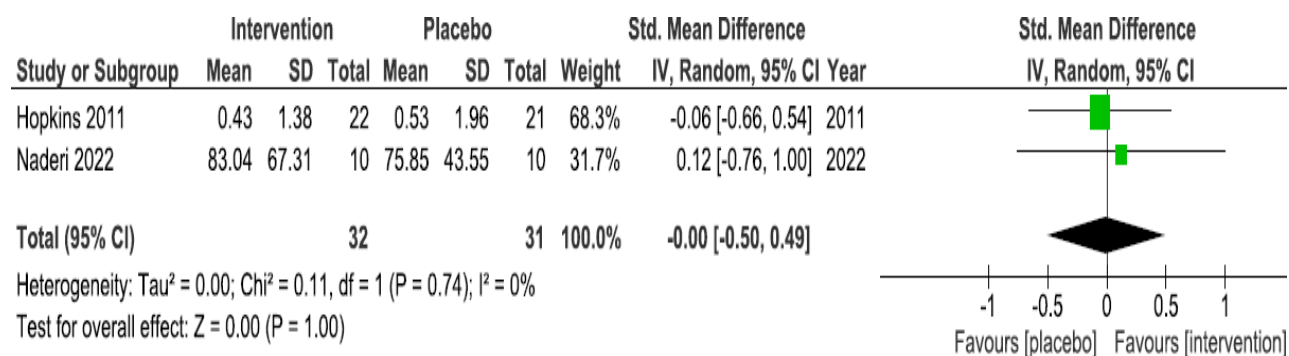 Intervention Placebo Std. Mean Difference Std. Mean Difference
Study or Subgroup Mean SD Total Mean SD Total Weight IV, Random, 95% CI Year IV, Random, 95% CI
Hopkins 2011 0.43 1.38 22 0.53 1.96 21 68.3% -0.06 [-0.66, 0.54] 2011
Naderi 2022 83.04 67.31 10 75.85 43.55 10 31.7% 0.12 [-0.76, 1.00] 2022
Total (95% CI) 32 31 100.0% -0.00 [-0.50, 0.49]
Heterogeneity: Tau² = 0.00; Chi² = 0.11, df = 1 (P = 0.74); I² = 0%
Test for overall effect: Z = 0.00 (P = 1.00)
-1 -0.5 0 0.5 1
Favours [placebo] Favours [intervention]